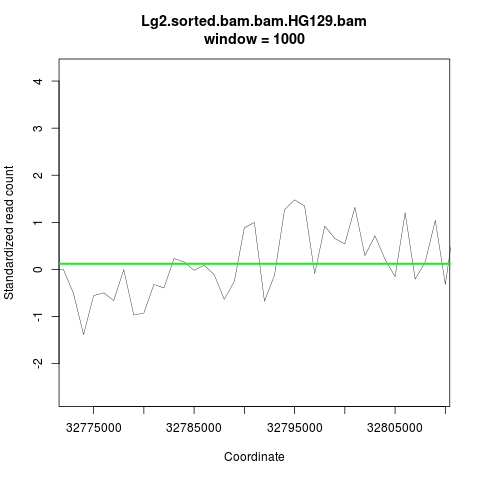 Lg2.sorted.bam.bam.HG129.bam
window = 1000
Standardized read count
4
3
2
1
0
-1
-2
32775000 32785000 32795000 32805000
Coordinate